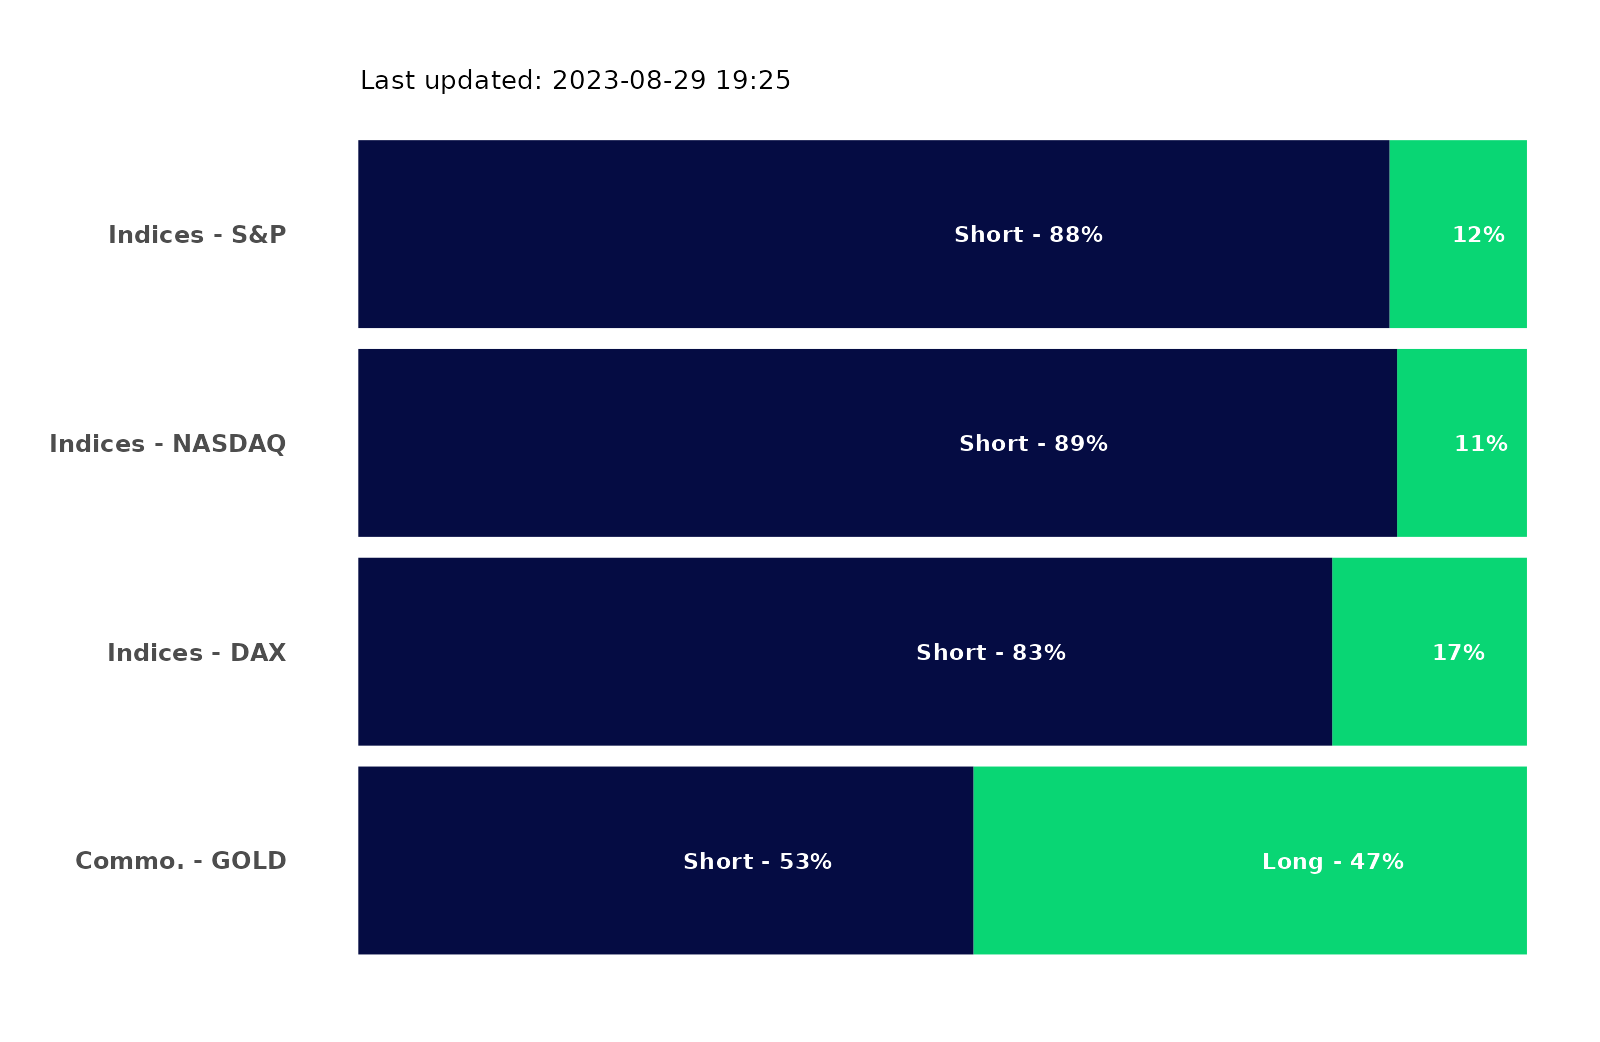 Last updated: 2023-08-29 19:25
Indices - S&P
Short - 88%
12%
Indices - NASDAQ
Short - 89%
11%
Indices - DAX
Short - 83%
17%
Commo. - GOLD
Short - 53%
Long - 47%